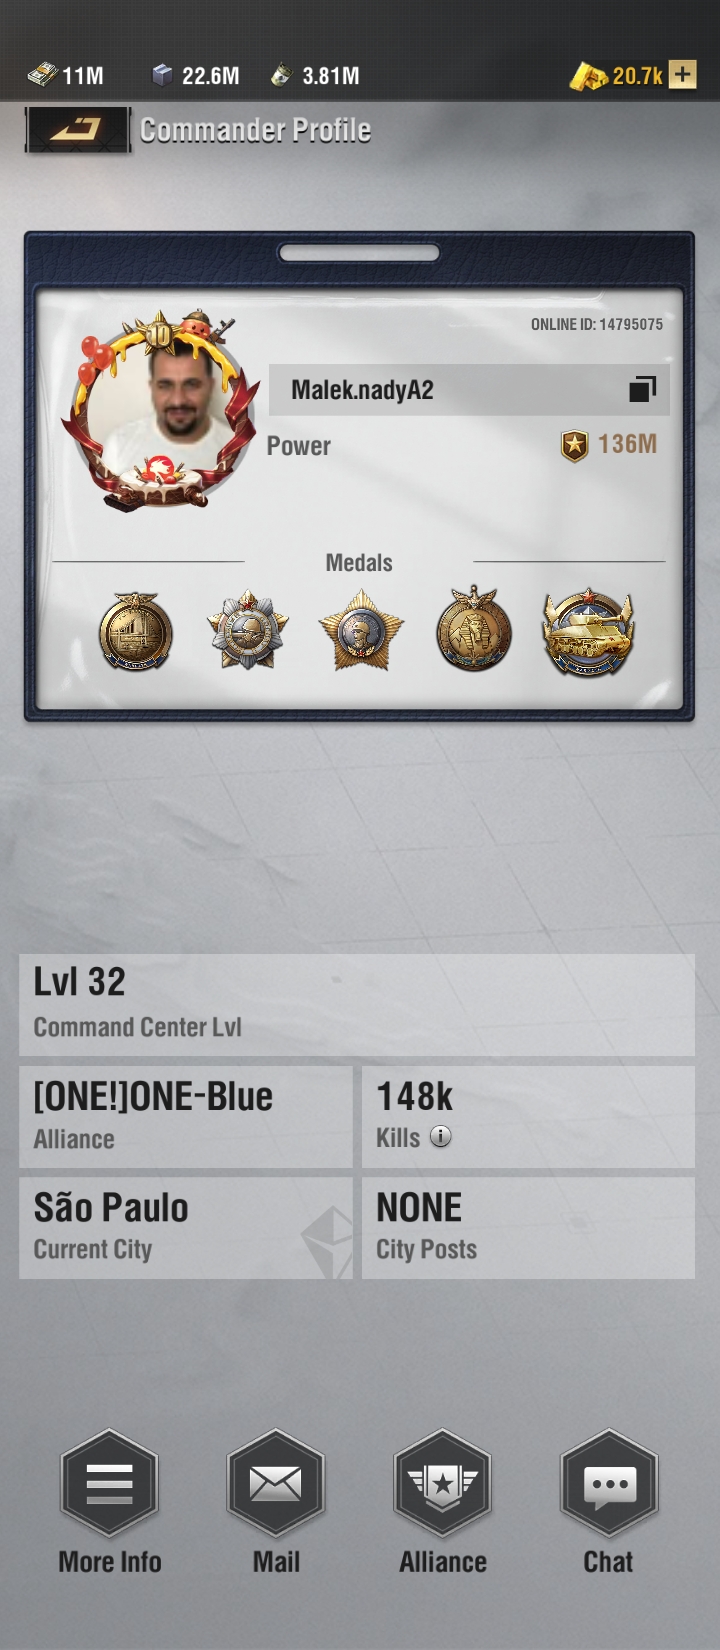 11M 22.6M 3.81M 20.7k
Commander Profile
ONLINE ID: 14795075
Malek.nadyA2
Power 136M
Medals
Lvl 32
Command Center Lvl
[ONE!]ONE-Blue
Alliance
148k
Kills
São Paulo
Current City
NONE
City Posts
More Info Mail Alliance Chat